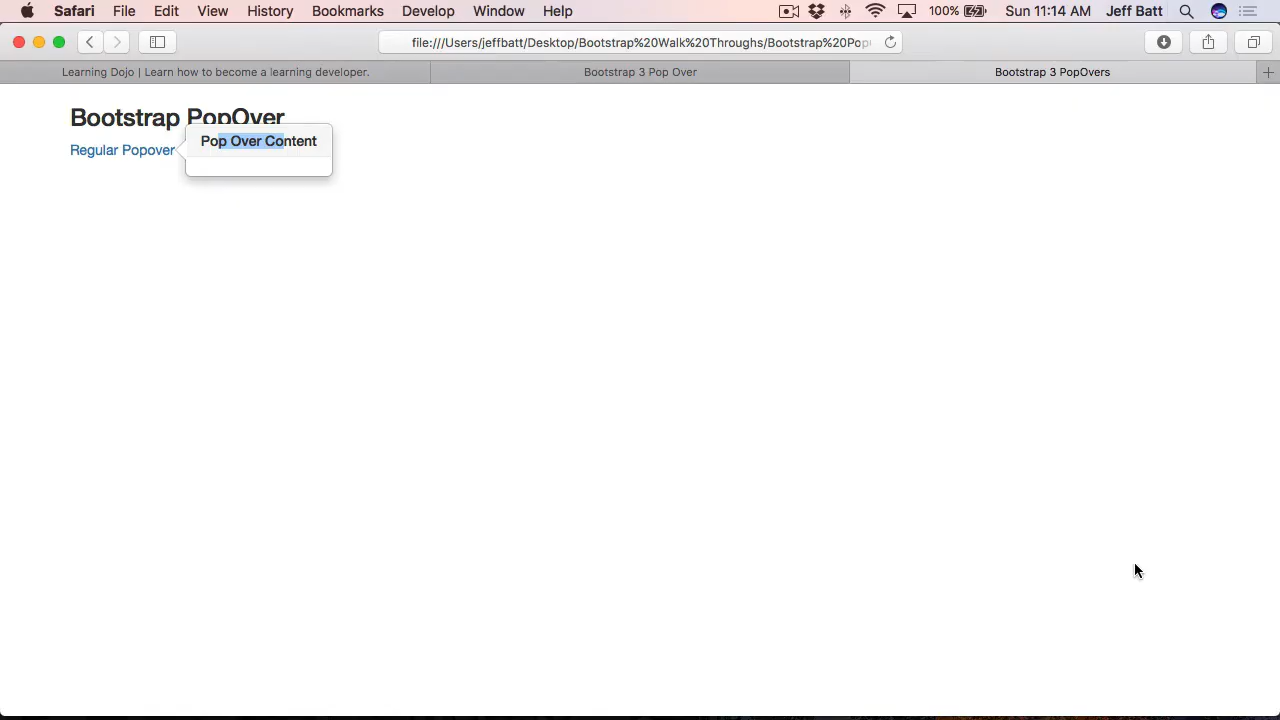 Safari File Edit View History Bookmarks Develop Window Help 100% Sun 11:14 AM Jeff Batt
file:///Users/jeffbatt/Desktop/Bootstrap%20Walk%20Throughs/Bootstrap%20Pop
Learning Dojo | Learn how to become a learning developer. Bootstrap 3 Pop Over Bootstrap 3 PopOvers +
Bootstrap PopOver
Pop Over Content
Regular Popover